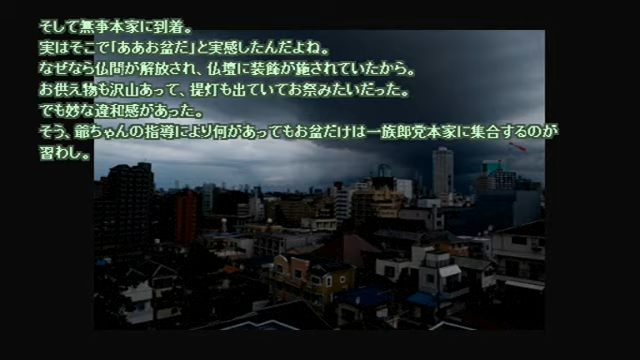 そして無事本家に到着。
実はそこで「ああお盆だ」と実感したんだよね。
なぜなら仏間が解放され、仏壇に装飾が施されていたから。
お供え物も沢山あって、提灯も出ていてお祭みたいだった。
でも妙な違和感があった。
そう、爺ちゃんの指導により何があってもお盆だけは一族郎党本家に集合するのが
習わし。